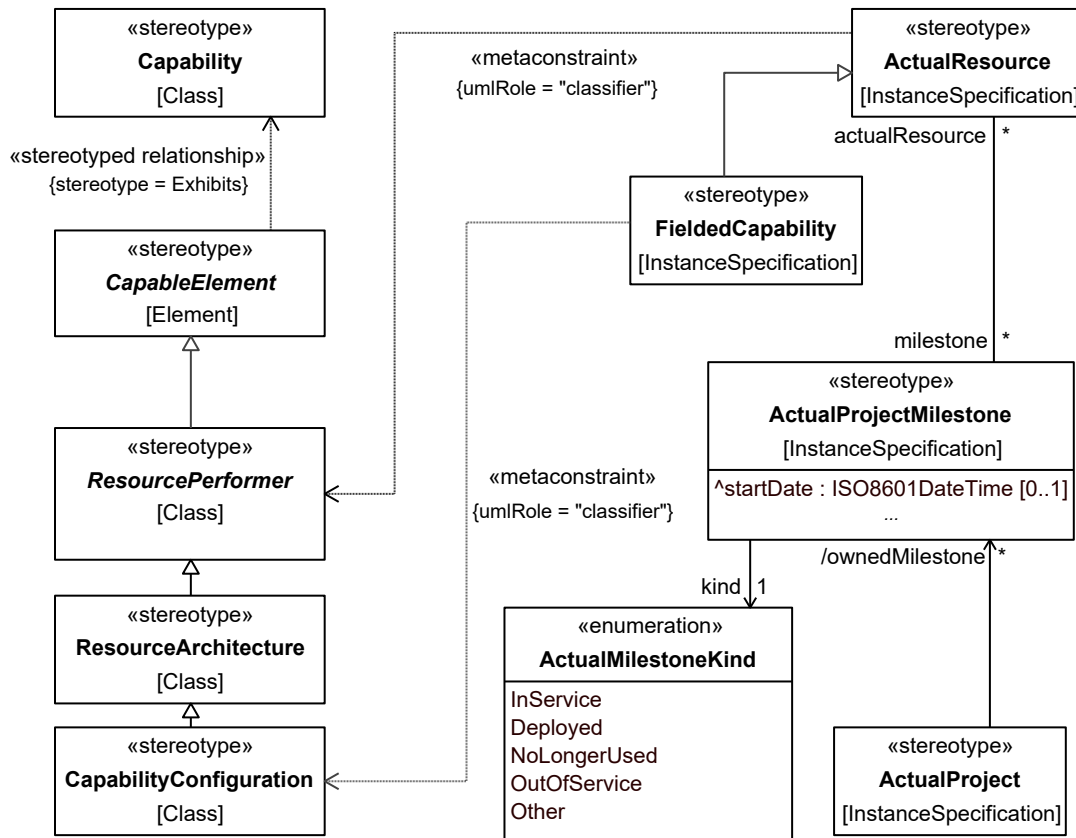 «stereotype»
Capability
[Class]
«stereotyped relationship»
{stereotype = Exhibits}
«stereotype»
CapableElement
[Element]
«stereotype»
ResourcePerformer
[Class]
«stereotype»
ResourceArchitecture
[Class]
«stereotype»
CapabilityConfiguration
[Class]
«metaconstraint»
{umlRole = "classifier"}
«stereotype»
ActualResource
[InstanceSpecification]
actualResource *
«stereotype»
FieldedCapability
[InstanceSpecification]
milestone *
«stereotype»
ActualProjectMilestone
[InstanceSpecification]
^startDate : ISO8601DateTime [0..1]
...
«metaconstraint»
{umlRole = "classifier"}
/ownedMilestone *
kind 1
«enumeration»
ActualMilestoneKind
InService
Deployed
NoLongerUsed
OutOfService
Other
«stereotype»
ActualProject
[InstanceSpecification]